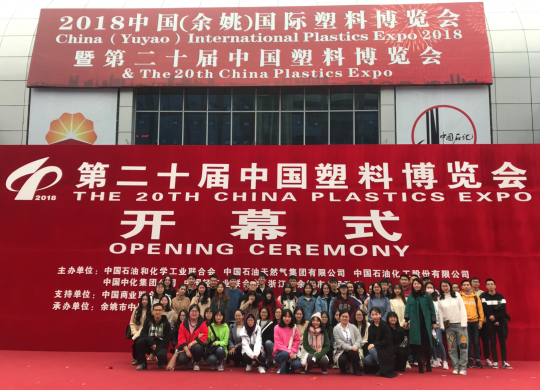 2018中国(余姚)国际塑料博览会
China (Yuyao) International Plastics Expo 2018
暨第二十届中国塑料博览会
& The 20th China Plastics Expo
中国石化
第二十届中国塑料博览会
2018
THE 20TH CHINA PLASTICS EXPO
开幕式
OPENING CEREMONY
主办单位：中国石油和化学工业联合会 中国石油天然气集团有限公司 中国石油化工股份有限公司
中国中化集团
支持单位：中国商业
承办单位：余姚市中